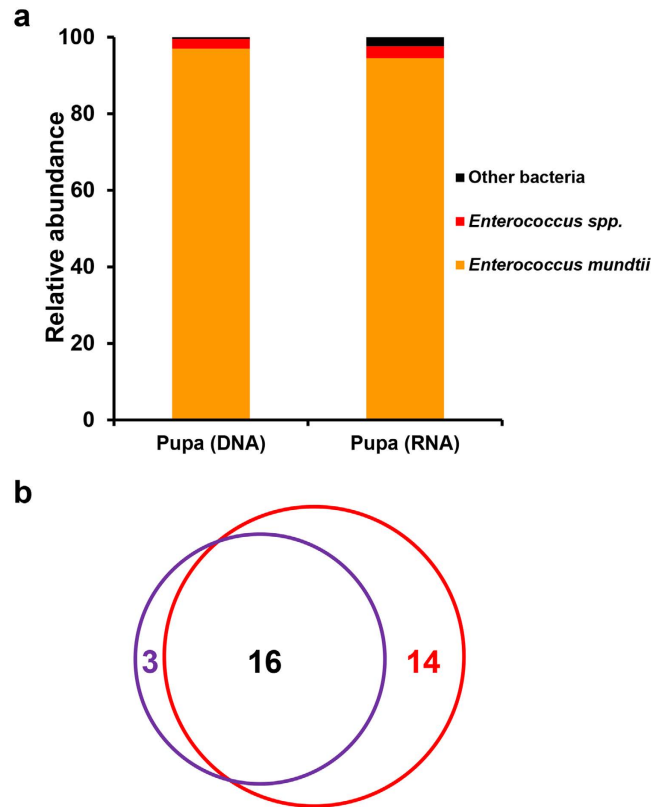 a
Relative abundance
100
80
60
40
20
0
Pupa (DNA)
Pupa (RNA)
Other bacteria
Enterococcus spp.
Enterococcus mundtii
b
3
16
14